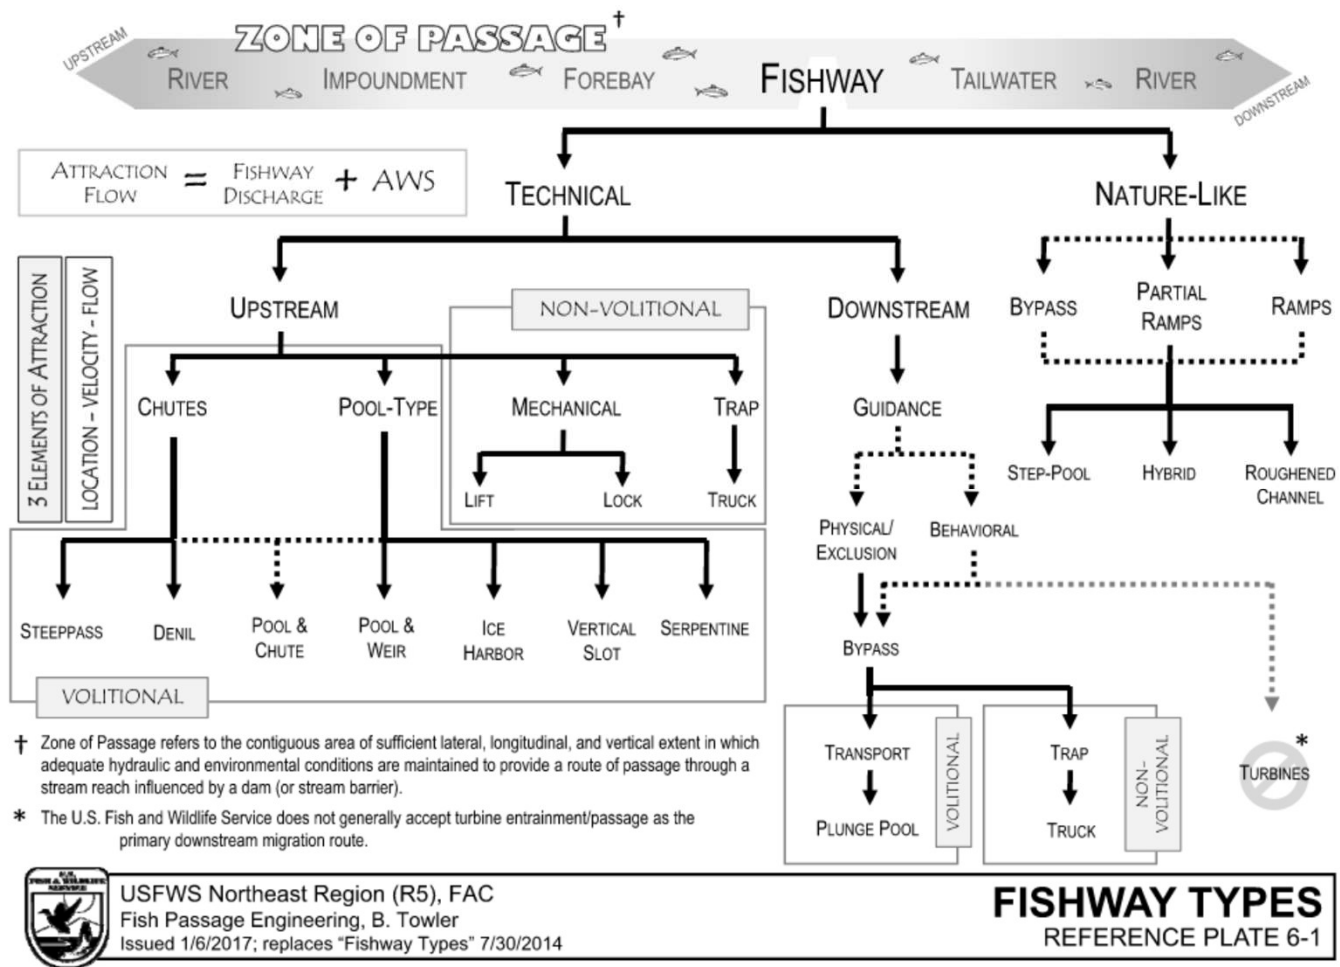 UPSTREAM
ZONE OF PASSAGE †
RIVER IMPOUNDMENT FOREBAY FISHWAY TAILWATER RIVER
DOWNSTREAM
ATTRACTION
FLOW
=
FISHWAY
DISCHARGE
+ AWS
TECHNICAL
NATURE-LIKE
3 ELEMENTS OF ATTRACTION
LOCATION – VELOCITY - FLOW
UPSTREAM
NON-VOLITIONAL
DOWNSTREAM
BYPASS
PARTIAL
RAMPS
RAMPS
CHUTES
POOL-TYPE
MECHANICAL
TRAP
GUIDANCE
LIFT
LOCK
TRUCK
STEP-POOL
HYBRID
ROUGHENED
CHANNEL
PHYSICAL/
EXCLUSION
BEHAVIORAL
STEEPPASS
DENIL
POOL &
CHUTE
POOL &
WEIR
ICE
HARBOR
VERTICAL
SLOT
SERPENTINE
BYPASS
VOLITIONAL
TRANSPORT
PLUNGE POOL
VOLITIONAL
TRAP
TRUCK
NON-
VOLITIONAL
*
TURBINES
† Zone of Passage refers to the contiguous area of sufficient lateral, longitudinal, and vertical extent in which
adequate hydraulic and environmental conditions are maintained to provide a route of passage through a
stream reach influenced by a dam (or stream barrier).
* The U.S. Fish and Wildlife Service does not generally accept turbine entrainment/passage as the
primary downstream migration route.
U.S.
FISH & WILDLIFE
SERVICE
USFWS Northeast Region (R5), FAC
Fish Passage Engineering, B. Towler
Issued 1/6/2017; replaces “Fishway Types” 7/30/2014
FISHWAY TYPES
REFERENCE PLATE 6-1